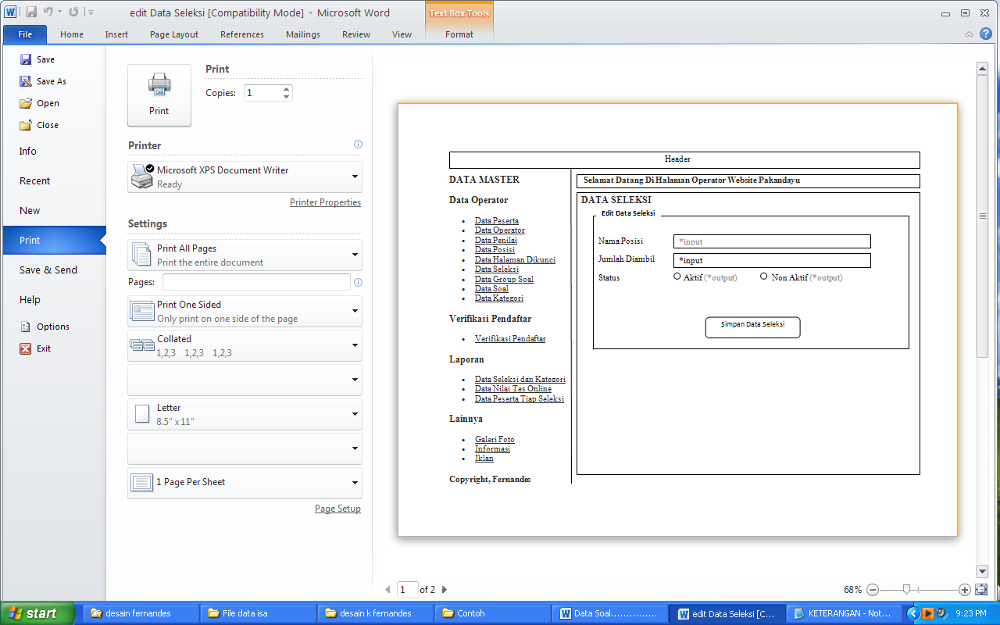 edit Data Seleksi [Compatibility Mode] - Microsoft Word
Text Box Tools
File Home Insert Page Layout References Mailings Review View Format
Save
Save As
Open
Close
Info
Recent
New
Print
Save & Send
Help
Options
Exit
Print
Print
Copies: 1
Printer
Microsoft XPS Document Writer
Ready
Printer Properties
Settings
Print All Pages
Print the entire document
Pages:
Print One Sided
Only print on one side of the page
Collated
1,2,3 1,2,3 1,2,3
Letter
8.5" x 11"
1 Page Per Sheet
Page Setup
Header
DATA MASTER
Data Operator
Data Peserta
Data Operator
Data Penilai
Data Posisi
Data Halaman Dikunci
Data Seleksi
Data Group Soal
Data Soal
Data Kategori
Verifikasi Pendaftar
Verifikasi Pendaftar
Laporan
Data Seleksi dan Kategori
Data Nilai Tes Online
Data Peserta Tiap Seleksi
Lainnya
Galeri Foto
Informasi
Iklan
Copyright, Fernandes
Selamat Datang Di Halaman Operator Website Pakandayu
DATA SELEKSI
Edit Data Seleksi
Nama Posisi *input
Jumlah Diambil *input
Status Aktif (*output) Non Aktif (*output)
Simpan Data Seleksi
1 of 2
68%
start
desain fernandes
File data isa
desain k fernandes
Contoh
Data Soal...............
edit Data Seleksi [C...
KETERANGAN - Not...
9:23 PM